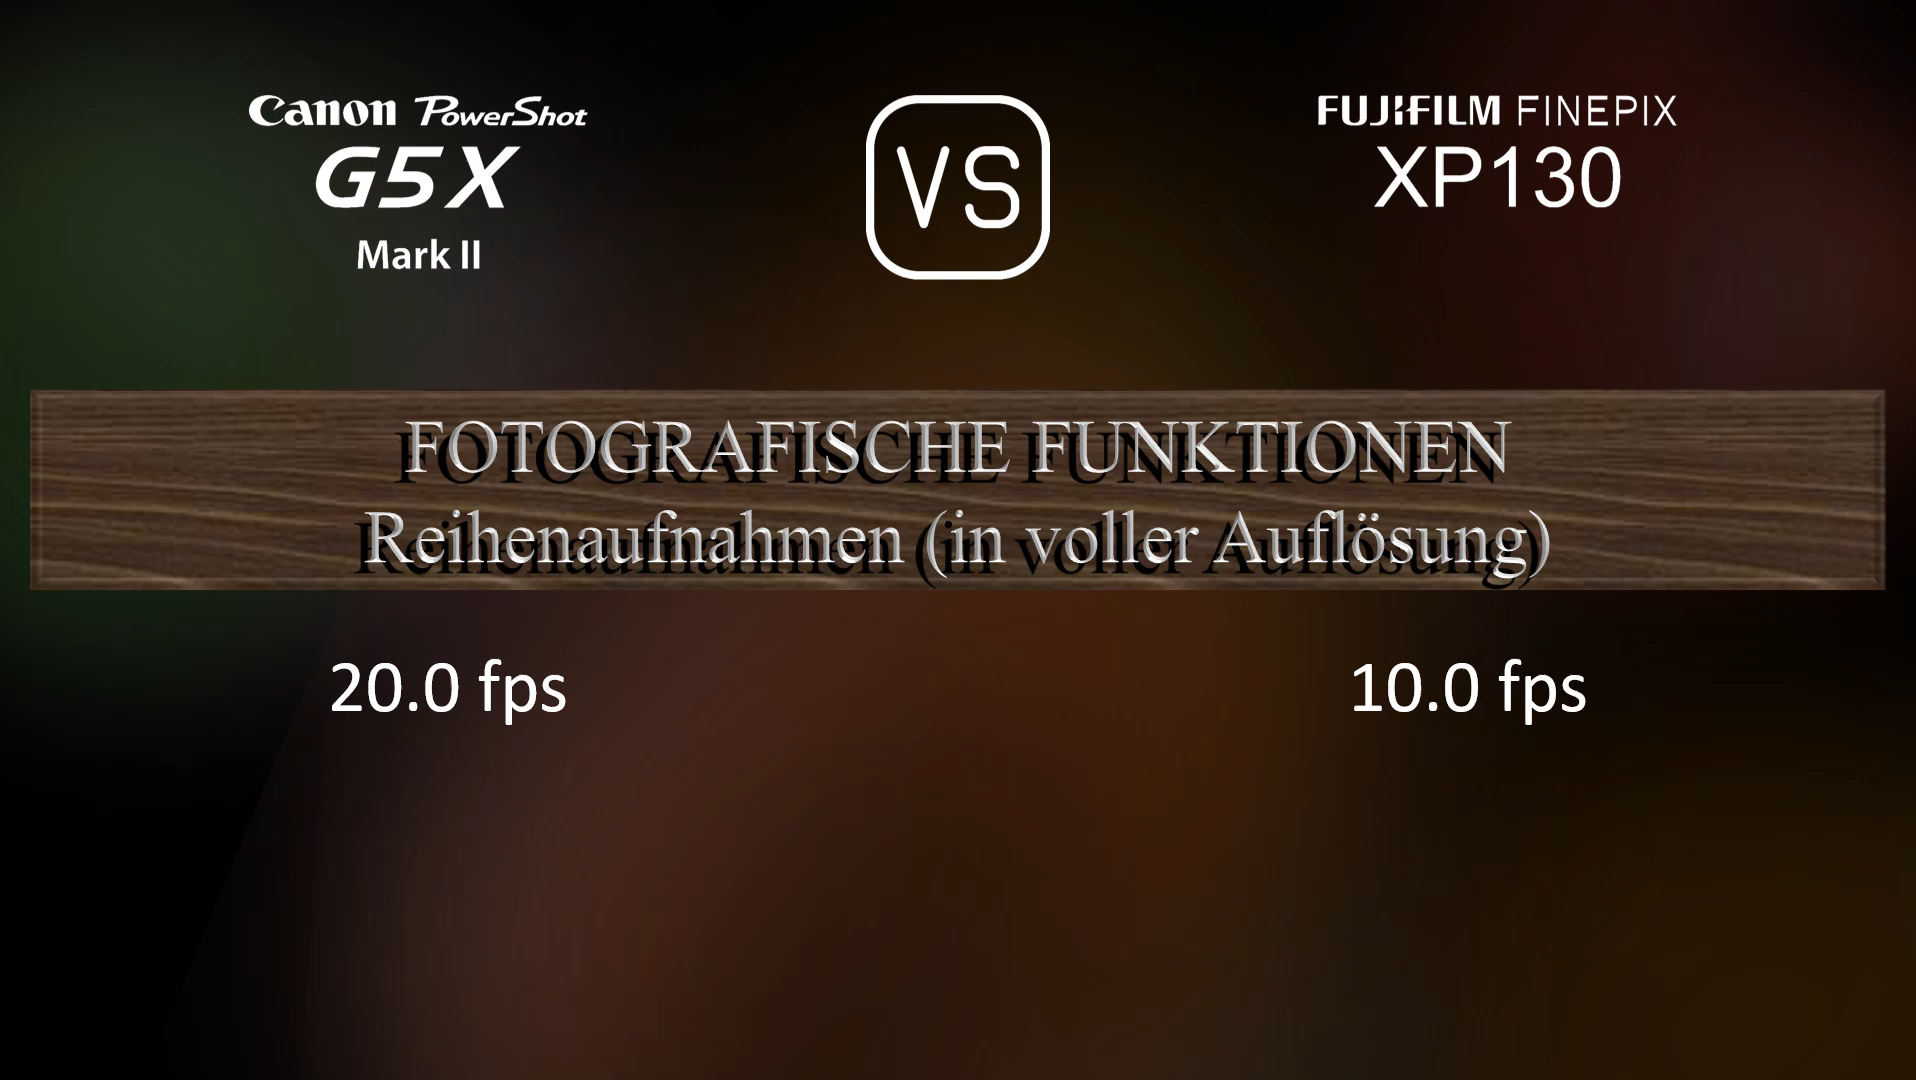 Canon PowerShot
G5 X
Mark II
VS
FUJIFILM FINEPIX
XP130
FOTOGRAFISCHE FUNKTIONEN
Reihenaufnahmen (in voller Auflösung)
20.0 fps
10.0 fps